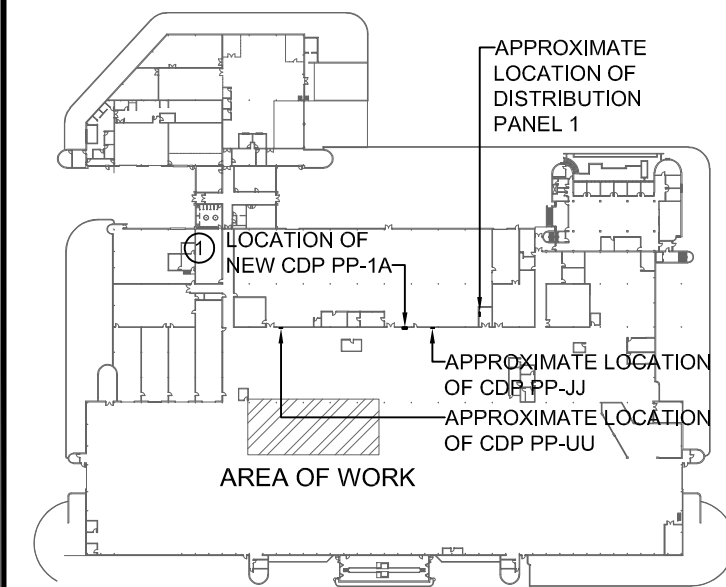 APPROXIMATE
LOCATION OF
DISTRIBUTION
PANEL 1
1
LOCATION OF
NEW CDP PP-1A
APPROXIMATE LOCATION
OF CDP PP-JJ
APPROXIMATE LOCATION
OF CDP PP-UU
AREA OF WORK